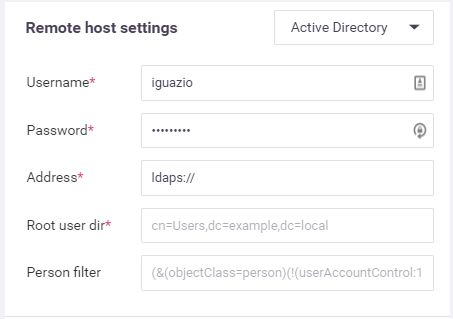 Remote host settings
Active Directory
Username*
iguazio
Password*
•••••••••
Address*
ldaps://
Root user dir*
cn=Users,dc=example,dc=local
Person filter
(&(objectClass=person)(!(userAccountControl:1